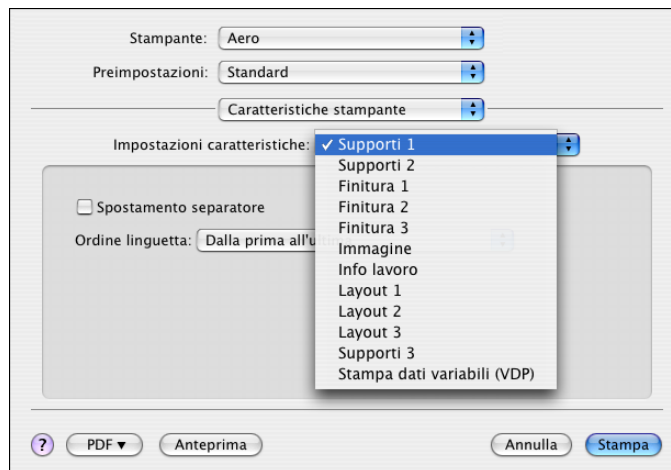 Stampante: Aero
Preimpostazioni: Standard
Caratteristiche stampante
Impostazioni caratteristiche: ✓ Supporti 1
Supporti 2
Finitura 1
Finitura 2
Finitura 3
Immagine
Info lavoro
Layout 1
Layout 2
Layout 3
Supporti 3
Stampa dati variabili (VDP)
Spostamento separatore
Ordine linguetta: Dalla prima all'ultima
? PDF ▼ Anteprima Annulla Stampa